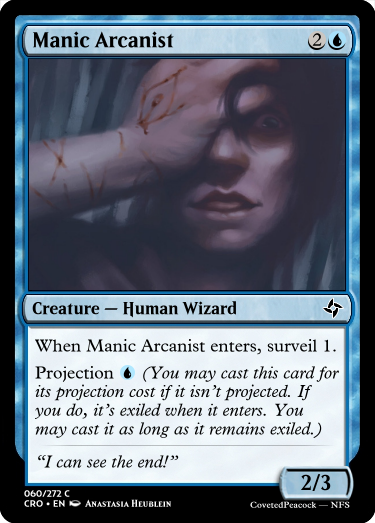 Manic Arcanist 2
Creature — Human Wizard
When Manic Arcanist enters, surveil 1.
Projection (You may cast this card for
its projection cost if it isn't projected. If
you do, it's exiled when it enters. You
may cast it as long as it remains exiled.)
“I can see the end!”
2/3
060/272 C
CRO • EN Anastasia Heublein CovetedPeacock — NFS